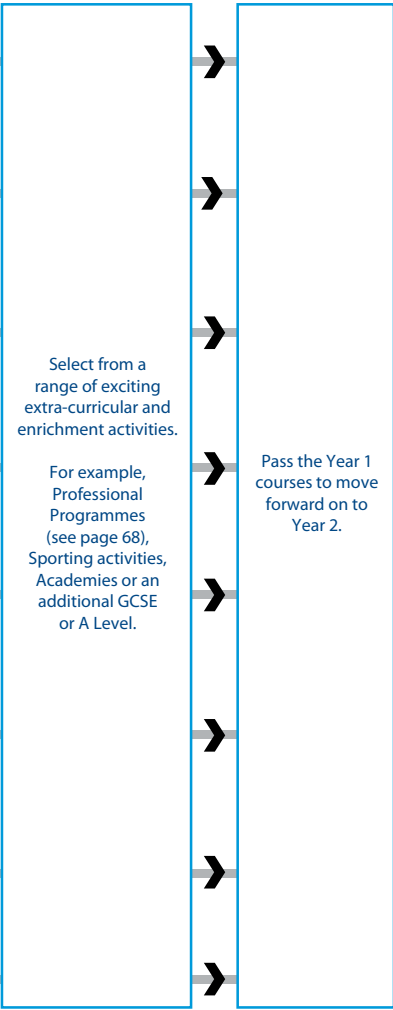 Select from a
range of exciting
extra-curricular and
enrichment activities.
For example,
Professional
Programmes
(see page 68),
Sporting activities,
Academies or an
additional GCSE
or A Level.
Pass the Year 1
courses to move
forward on to
Year 2.